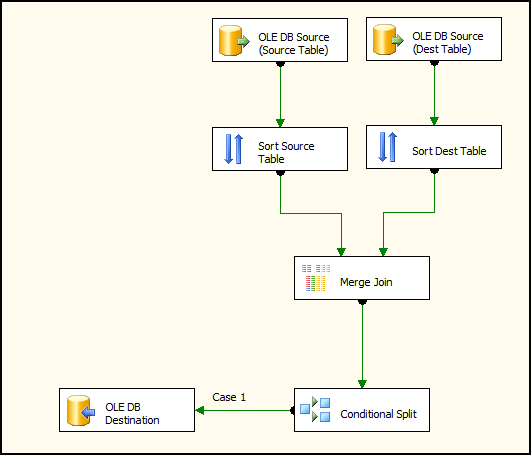 OLE DB Source
(Source Table)
OLE DB Source
(Dest Table)
Sort Source
Table
Sort Dest Table
Merge Join
Case 1
OLE DB
Destination
Conditional Split